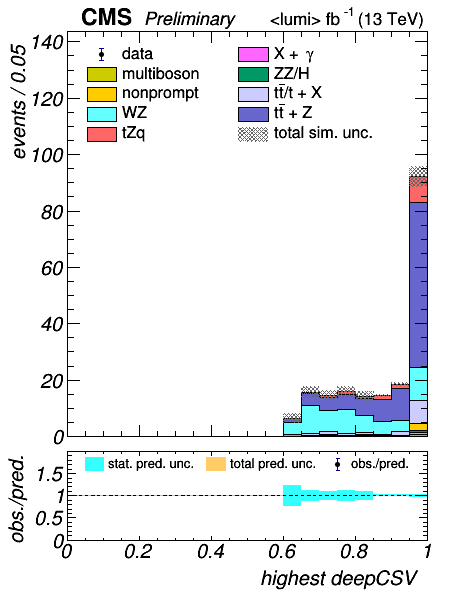 CMS Preliminary <lumi> fb⁻¹ (13 TeV)
events / 0.05
140
120
100
80
60
40
20
0
data
multiboson
nonprompt
WZ
tZq
X + γ
ZZ/H
tt̄/t + X
tt̄ + Z
total sim. unc.
obs./pred.
1.5
1
0.5
0
stat. pred. unc. total pred. unc. obs./pred.
0 0.2 0.4 0.6 0.8 1
highest deepCSV